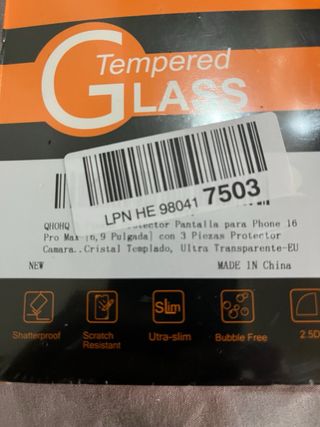 Tempered
GLASS
LPN HE 98041 7503
QHOHQ Protector Pantalla para Phone 16
Pro Max [6,9 Pulgada] con 3 Piezas Protector
Camara..Cristal Templado, Ultra Transparente-EU
NEW MADE IN China
Shatterproof
Scratch
Resistant
Slim
Utra-slim
Bubble Free
2.5D